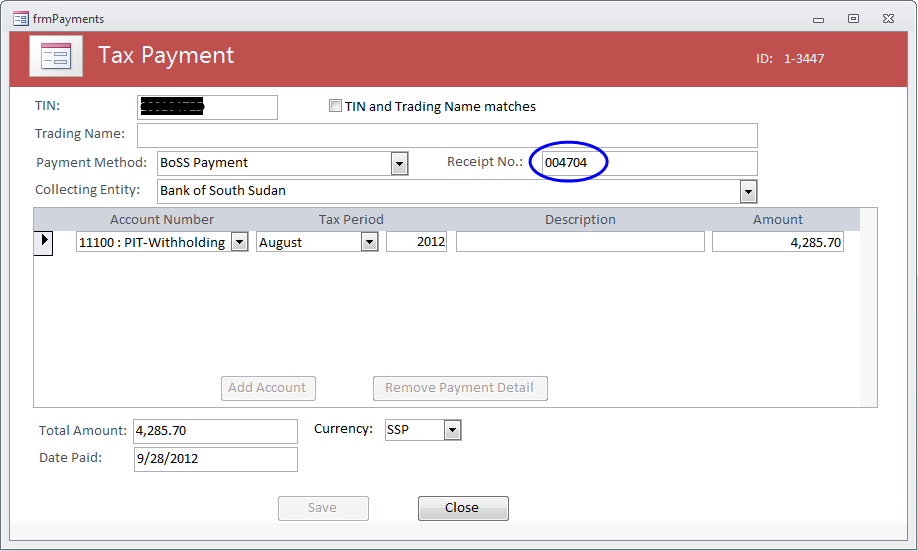 frmPayments
Tax Payment ID: 1-3447
TIN: TIN and Trading Name matches
Trading Name:
Payment Method: BoSS Payment Receipt No.: 004704
Collecting Entity: Bank of South Sudan
Account Number Tax Period Description Amount
11100 : PIT-Withholding August 2012 4,285.70
Add Account Remove Payment Detail
Total Amount: 4,285.70 Currency: SSP
Date Paid: 9/28/2012
Save Close